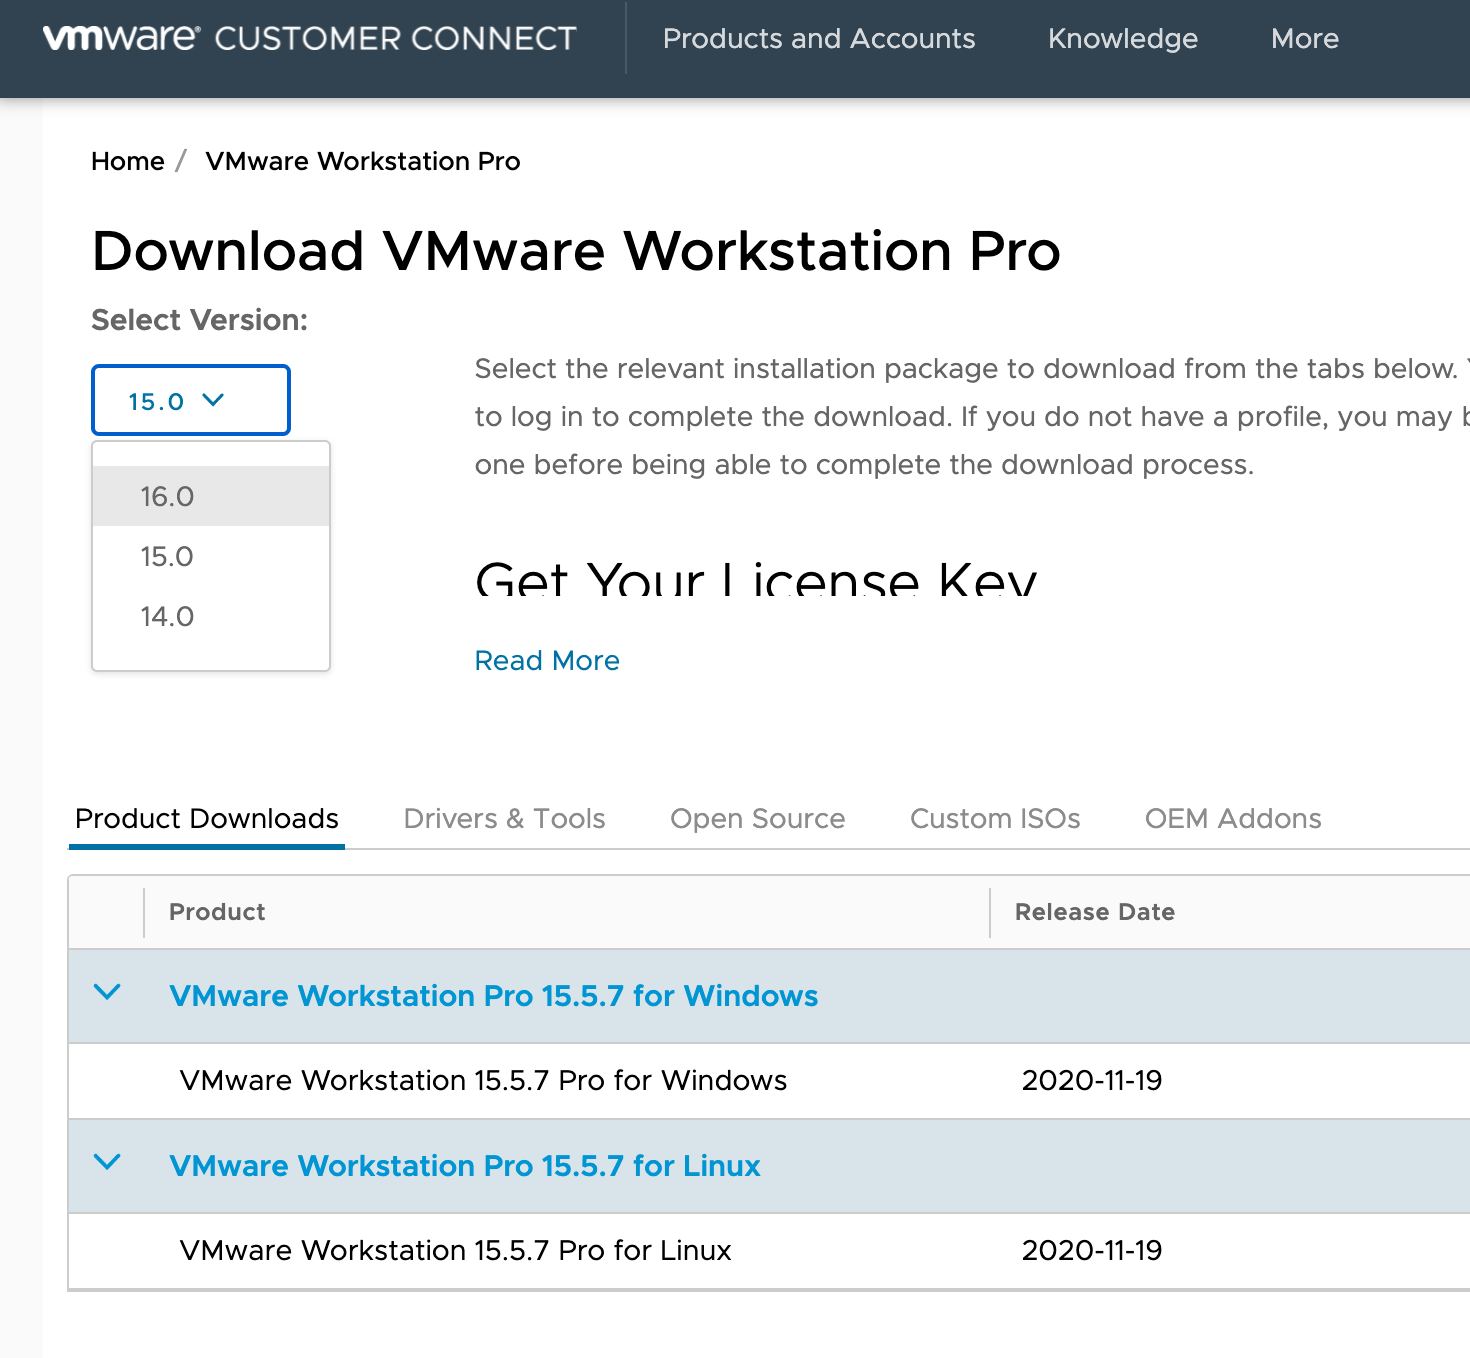 vmware® CUSTOMER CONNECT
Products and Accounts
Knowledge
More
Home / VMware Workstation Pro
Download VMware Workstation Pro
Select Version:
15.0
16.0
15.0
14.0
Select the relevant installation package to download from the tabs below.
to log in to complete the download. If you do not have a profile, you may
one before being able to complete the download process.
Get Your License Key
Read More
Product Downloads
Drivers & Tools
Open Source
Custom ISOs
OEM Addons
Product
Release Date
VMware Workstation Pro 15.5.7 for Windows
VMware Workstation 15.5.7 Pro for Windows
2020-11-19
VMware Workstation Pro 15.5.7 for Linux
VMware Workstation 15.5.7 Pro for Linux
2020-11-19